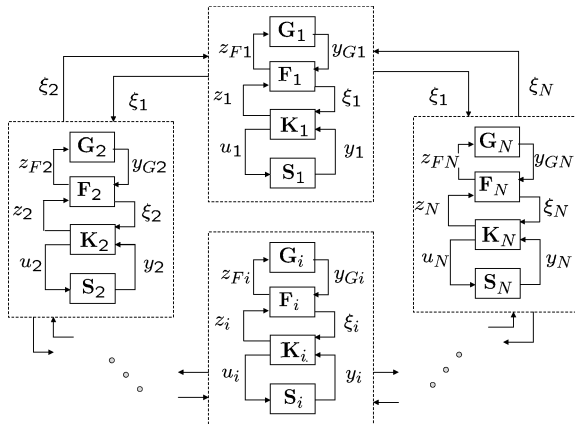 G1
zF1
yG1
F1
z1
ξ1
K1
u1
y1
S1
ξ2
ξ1
ξ1
ξN
G2
zF2
yG2
F2
z2
ξ2
K2
u2
y2
S2
GN
zFN
yGN
FN
zN
ξN
KN
uN
yN
SN
Gi
zFi
yGi
Fi
zi
ξi
Ki
ui
yi
Si